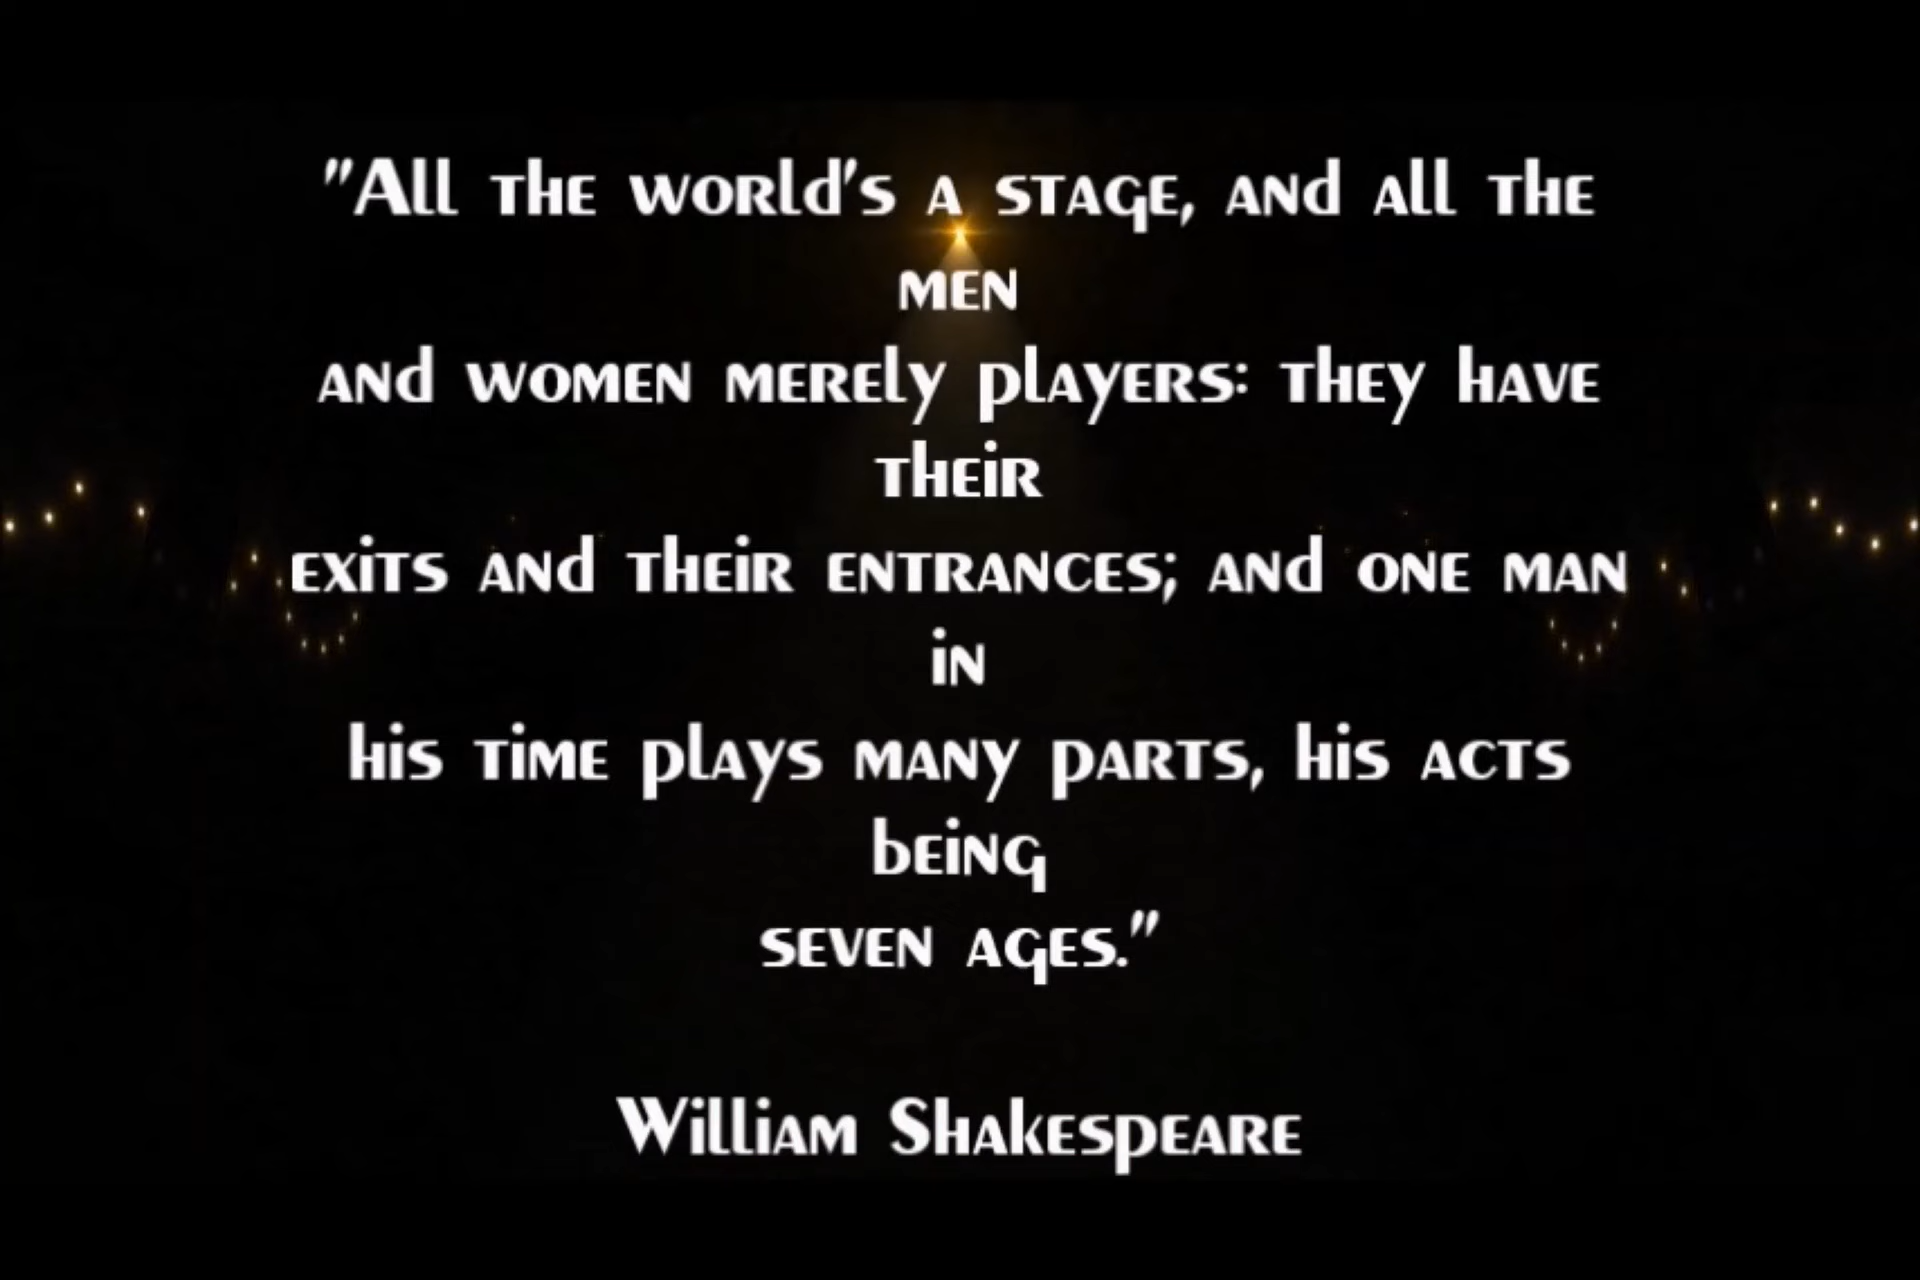 "All the world's a stage, and all the
men
and women merely players: they have
their
exits and their entrances; and one man
in
his time plays many parts, his acts
being
seven ages."
William Shakespeare